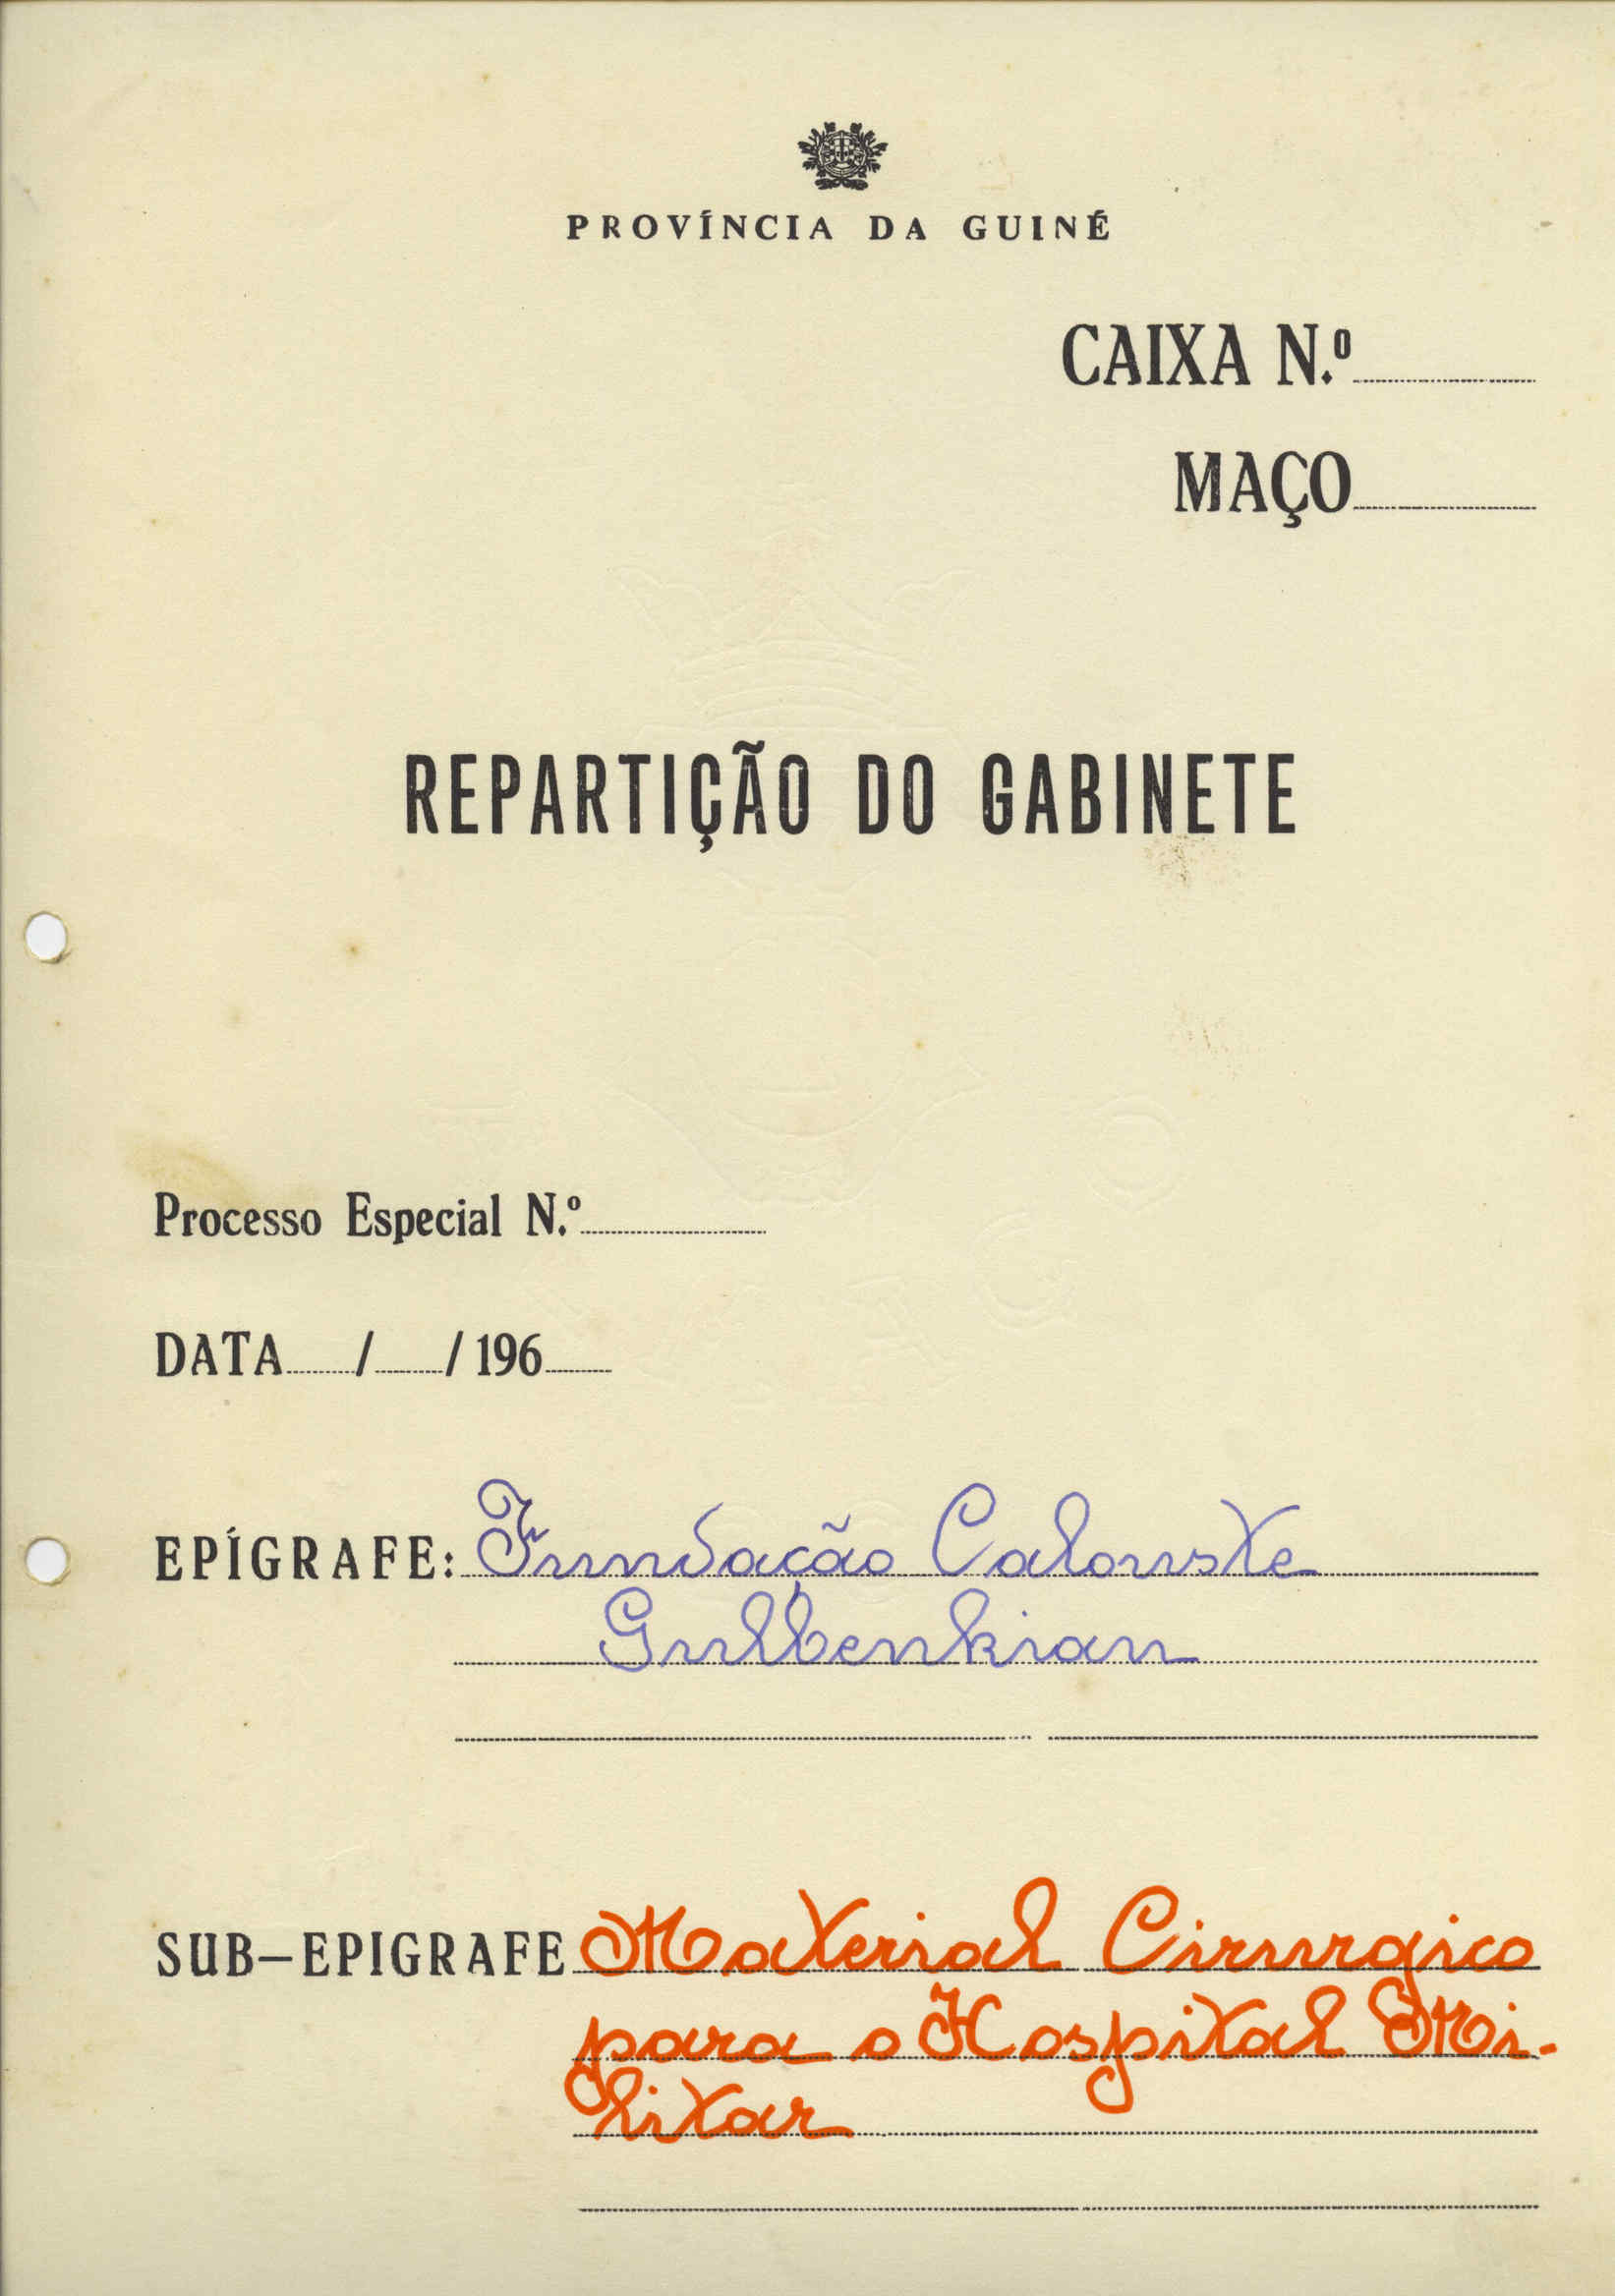 PROVÍNCIA DA GUINÉ
CAIXA N.º
MAÇO
REPARTIÇÃO DO GABINETE
Processo Especial N.º
DATA / / 196
EPÍGRAFE: Fundação Calouste
Gulbenkian
SUB-EPIGRAFE Material Cirurgico
para o Hospital Mi-
litar